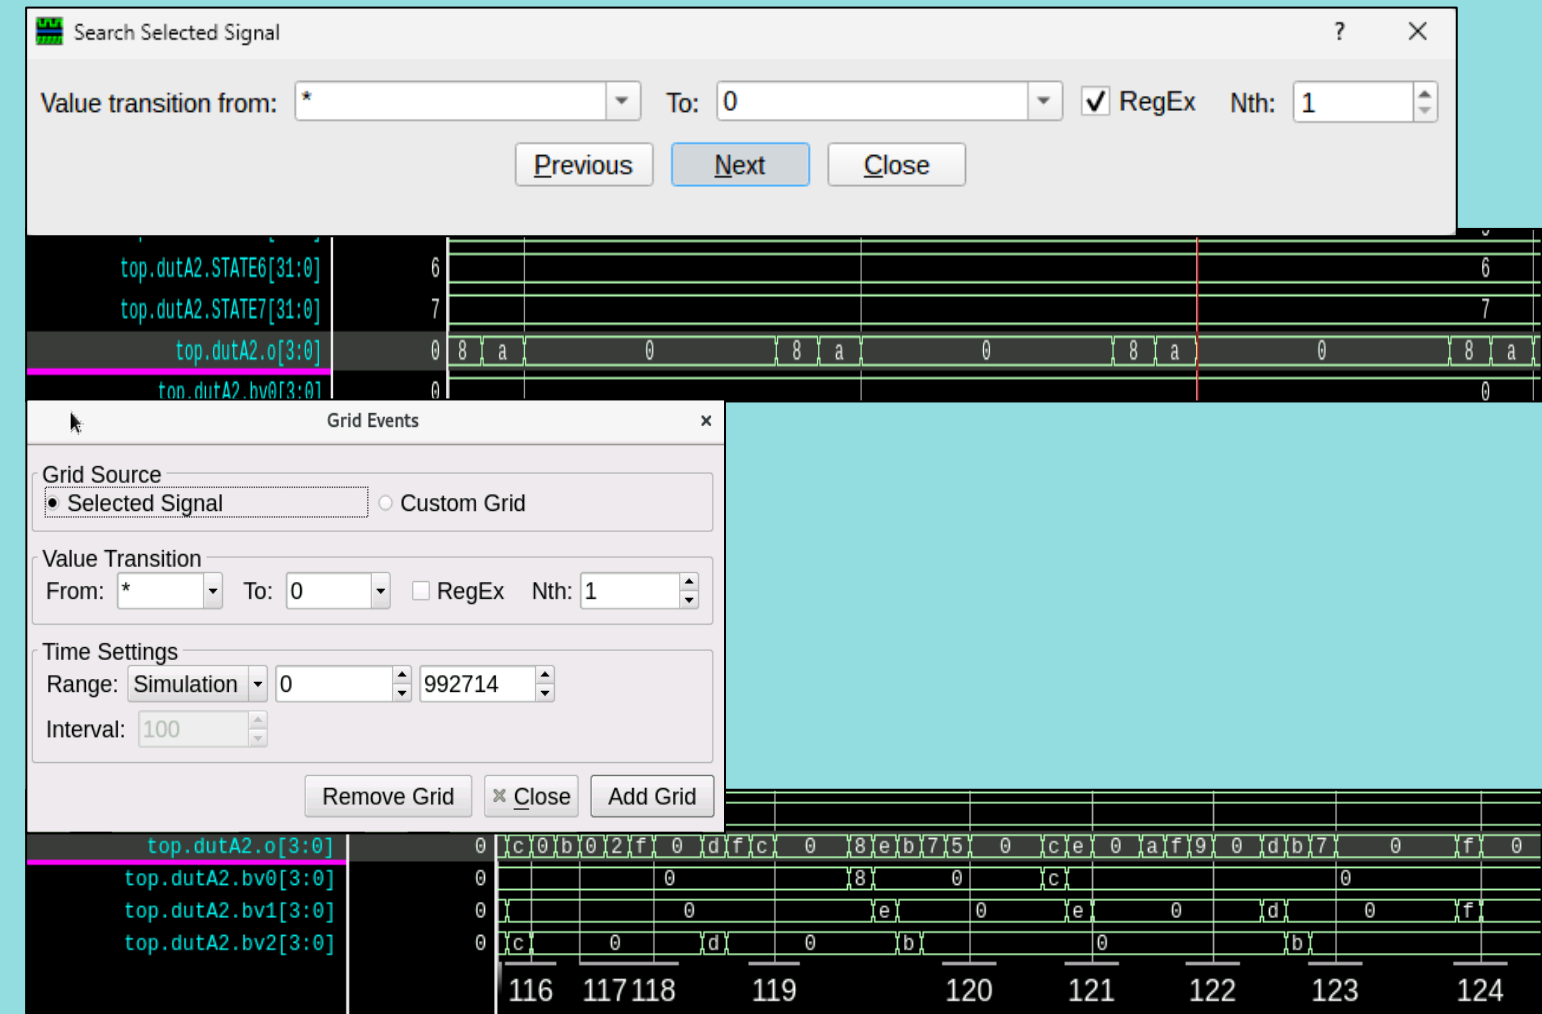 Search Selected Signal ? ×
Value transition from: * To: 0 RegEx Nth: 1
Previous Next Close
top.dutA2.STATE6[31:0] 6 6
top.dutA2.STATE7[31:0] 7 7
top.dutA2.o[3:0] 0 8 a 0 8 a 0 8 a 0 8 a
top.dutA2.bv0[3:0] 0 0
Grid Events ×
Grid Source
Selected Signal Custom Grid
Value Transition
From: * To: 0 RegEx Nth: 1
Time Settings
Range: Simulation 0 992714
Interval: 100
Remove Grid Close Add Grid
top.dutA2.o[3:0] 0 c 0 b 0 2 f 0 d f c 0 8 e b 7 5 0 c e 0 a f 9 0 d b 7 0 f 0
top.dutA2.bv0[3:0] 0 0 8 0 c 0
top.dutA2.bv1[3:0] 0 0 e 0 e 0 d 0 f
top.dutA2.bv2[3:0] 0 c 0 d 0 b 0 b
116 117 118 119 120 121 122 123 124